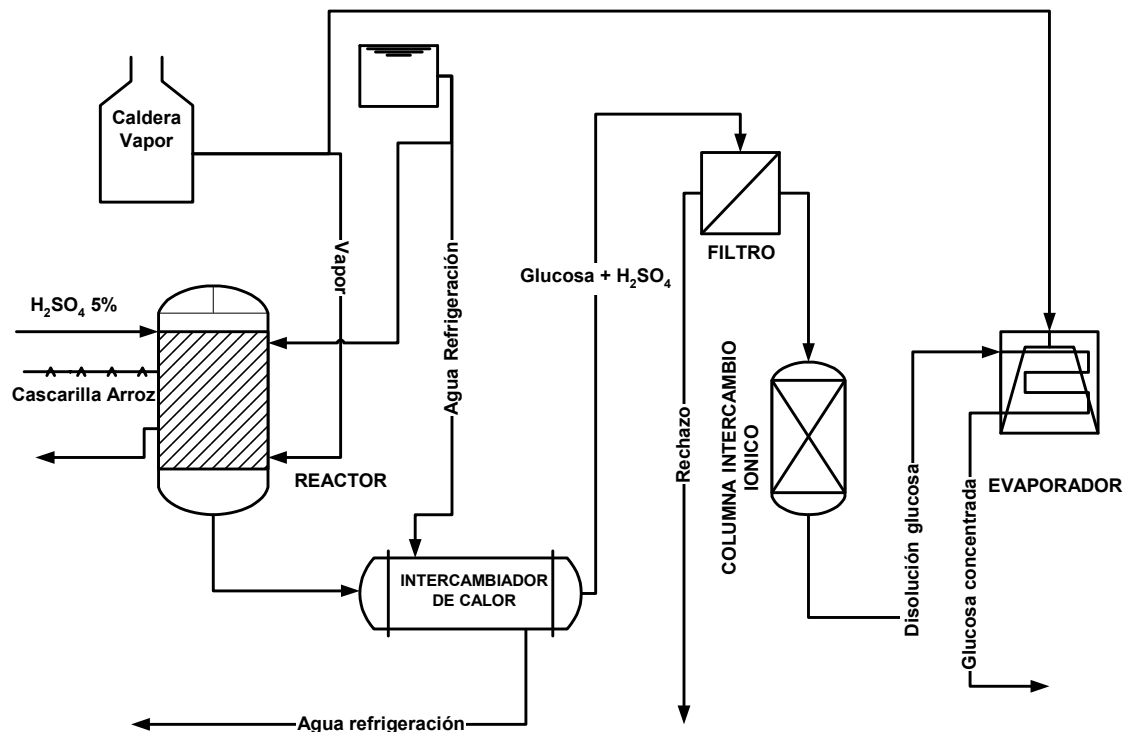 Caldera
Vapor
Vapor
Agua Refrigeración
H₂SO₄ 5%
Cascarilla Arroz
REACTOR
INTERCAMBIADOR
DE CALOR
Agua refrigeración
Glucosa + H₂SO₄
FILTRO
Rechazo
COLUMNA INTERCAMBIO
IONICO
Disolución glucosa
EVAPORADOR
Glucosa concentrada